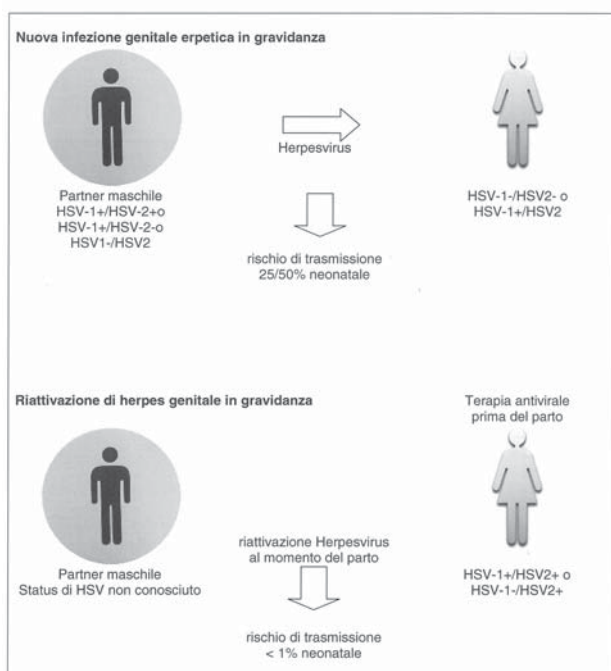 Nuova infezione genitale erpetica in gravidanza
Herpesvirus
Partner maschile
HSV-1+/HSV-2+o
HSV-1+/HSV-2-o
HSV1-/HSV2
HSV-1-/HSV2- o
HSV-1+/HSV2
rischio di trasmissione
25/50% neonatale
Riattivazione di herpes genitale in gravidanza
Terapia antivirale
prima del parto
riattivazione Herpesvirus
al momento del parto
Partner maschile
Status di HSV non conosciuto
HSV-1+/HSV2+ o
HSV-1-/HSV2+
rischio di trasmissione
< 1% neonatale